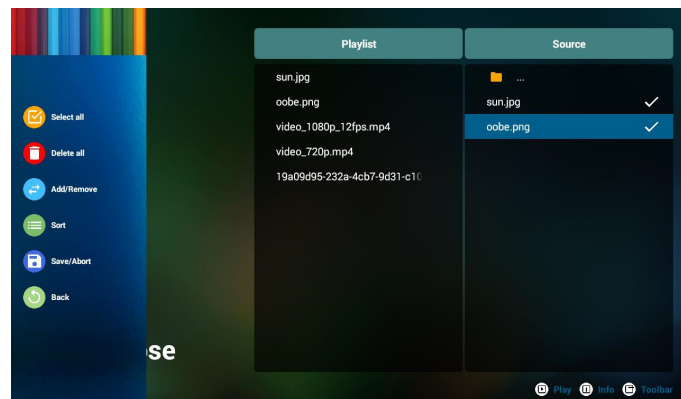 Select all
Delete all
Add/Remove
Sort
Save/Abort
Back
se
Playlist
sun.jpg
oobe.png
video_1080p_12fps.mp4
video_720p.mp4
19a09d95-232a-4cb7-9d31-c10
Source
...
sun.jpg
oobe.png
Play Info Toolbar